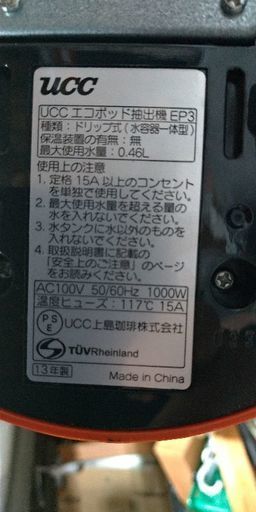 UCC
UCC エコポッド抽出機 EP3
種類：ドリップ式（水容器一体型）
保温装置の有無：無
最大使用水量：0.46L
使用上の注意
1. 定格 15A 以上のコンセント
を単独で使用してください。
2. 最大使用水量を超える量の
水を入れないでください。
3. 水タンクに水以外のものを
入れないでください。
4. 取扱説明書に記載の
「安全上のご注意」のページ
をお読みください。
AC100V 50/60Hz 1000W
温度ヒューズ：117℃ 15A
PSE UCC上島珈琲株式会社
TÜVRheinland
13年製
Made in China